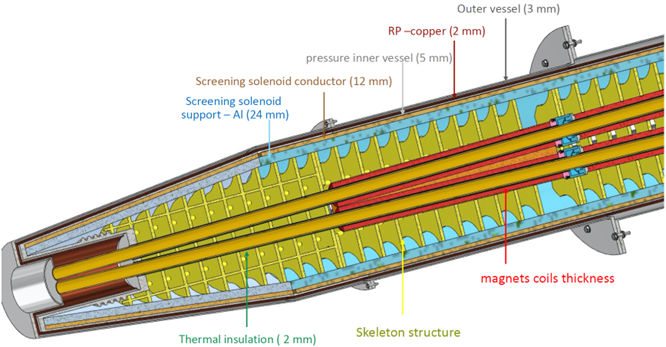 Outer vessel (3 mm)
RP –copper (2 mm)
pressure inner vessel (5 mm)
Screening solenoid conductor (12 mm)
Screening solenoid
support – Al (24 mm)
magnets coils thickness
Skeleton structure
Thermal insulation ( 2 mm)